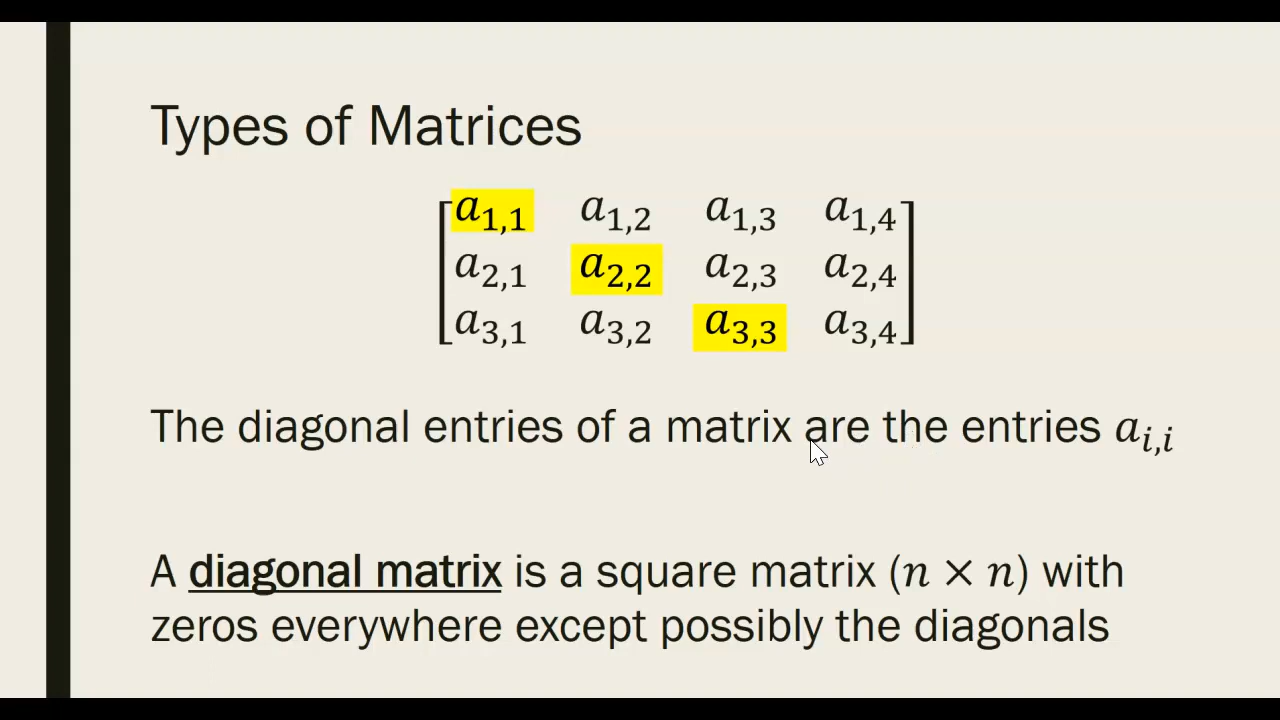 Types of Matrices
a1,1 a1,2 a1,3 a1,4
a2,1 a2,2 a2,3 a2,4
a3,1 a3,2 a3,3 a3,4
The diagonal entries of a matrix are the entries ai,i
A diagonal matrix is a square matrix (n × n) with
zeros everywhere except possibly the diagonals